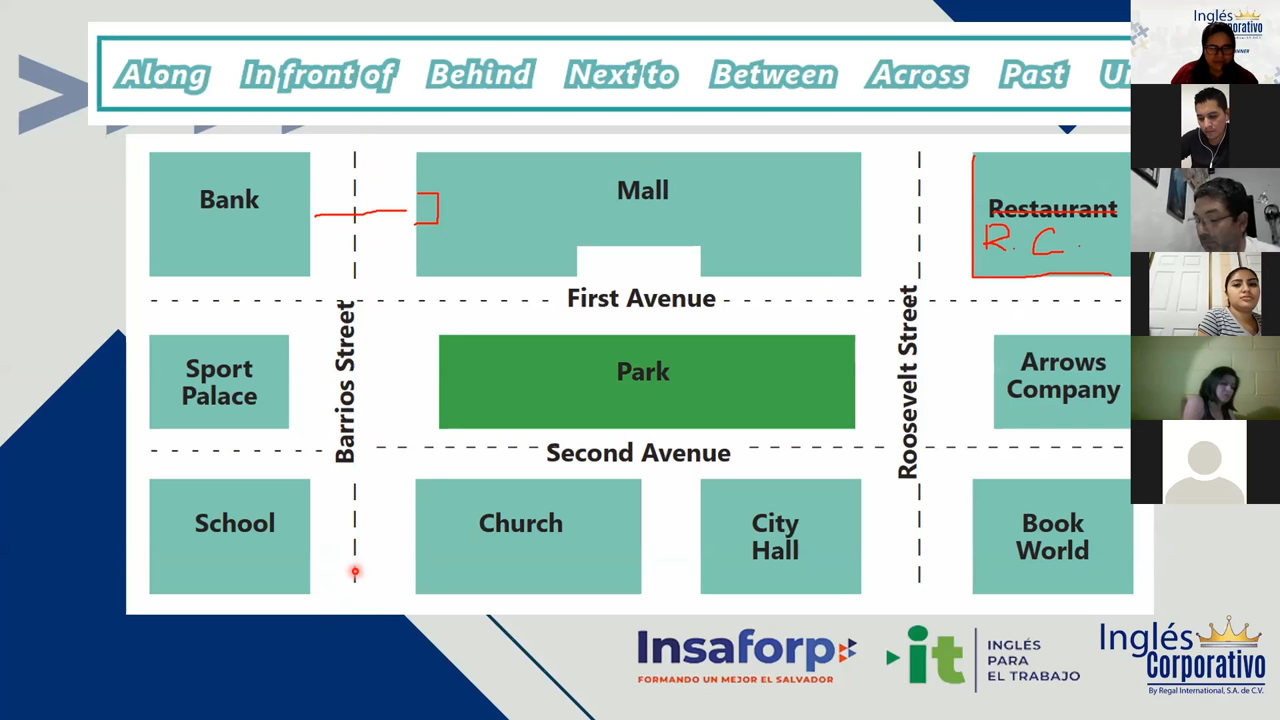 Along In front of Behind Next to Between Across Past
Bank
Mall
Restaurant
R. C.
First Avenue
Barrios Street
Roosevelt Street
Sport
Palace
Park
Arrows
Company
Second Avenue
School
Church
City
Hall
Book
World
Insaforp
FORMANDO UN MEJOR EL SALVADOR
it
INGLÉS
PARA
EL TRABAJO
Inglés
Corporativo
By Regal International, S.A. de C.V.
Inglés
Corporativo